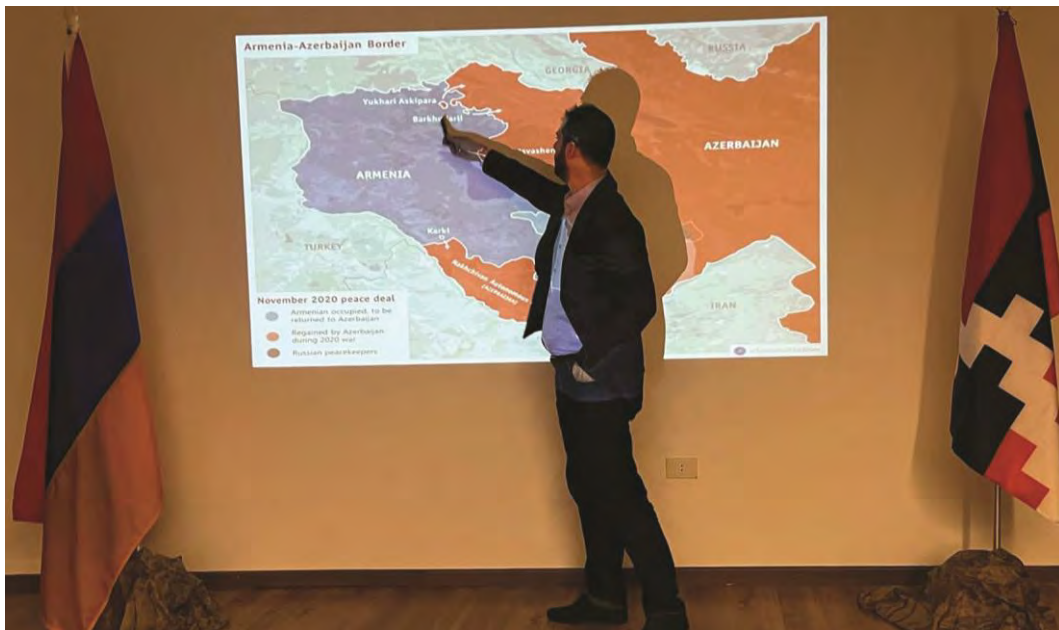 Armenia-Azerbaijan Border
RUSSIA
GEORGIA
Yukhari Askipara
AZERBAIJAN
ARMENIA
Karki
TURKEY
IRAN
November 2020 peace deal
Armenian occupied, to be
returned to Azerbaijan
Regained by Azerbaijan
during 2020 war
Russian peacekeepers